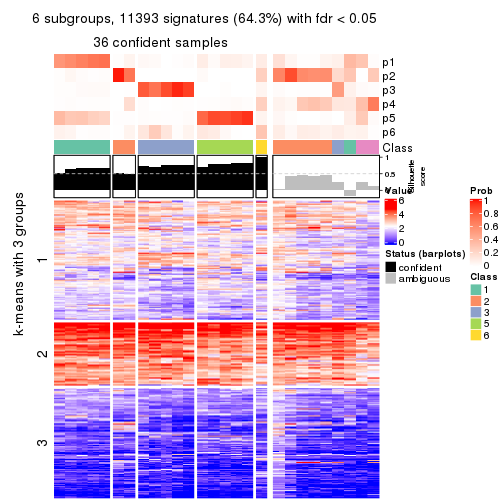 6 subgroups, 11393 signatures (64.3%) with fdr < 0.05
36 confident samples
p1
p2
p3
p4
p5
p6
Class
1
0.5
0
Silhouette
score
k-means with 3 groups
1
2
3
Value
6
4
2
0
Status (barplots)
confident
ambiguous
Prob
1
0.8
0.6
0.4
0.2
0
Class
1
2
3
5
6